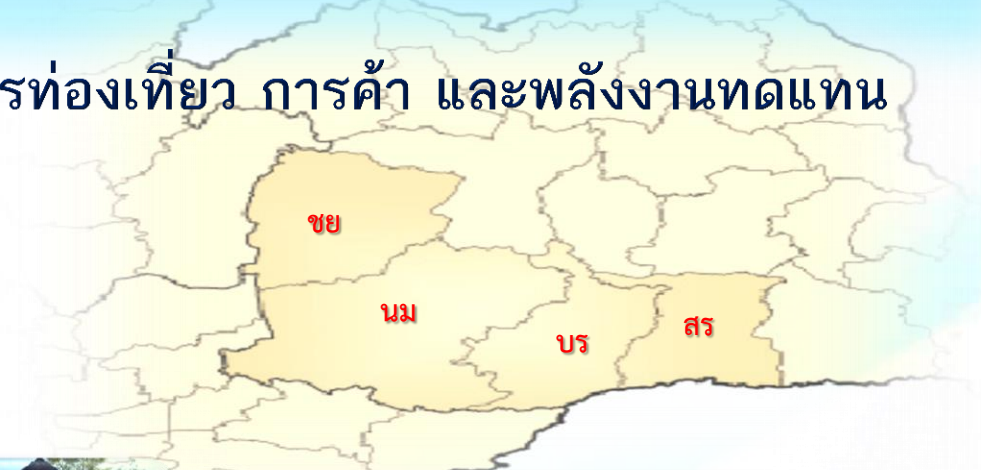 รท่องเที่ยว การค้า และพลังงานทดแทน
ชย
นม
บร
สร